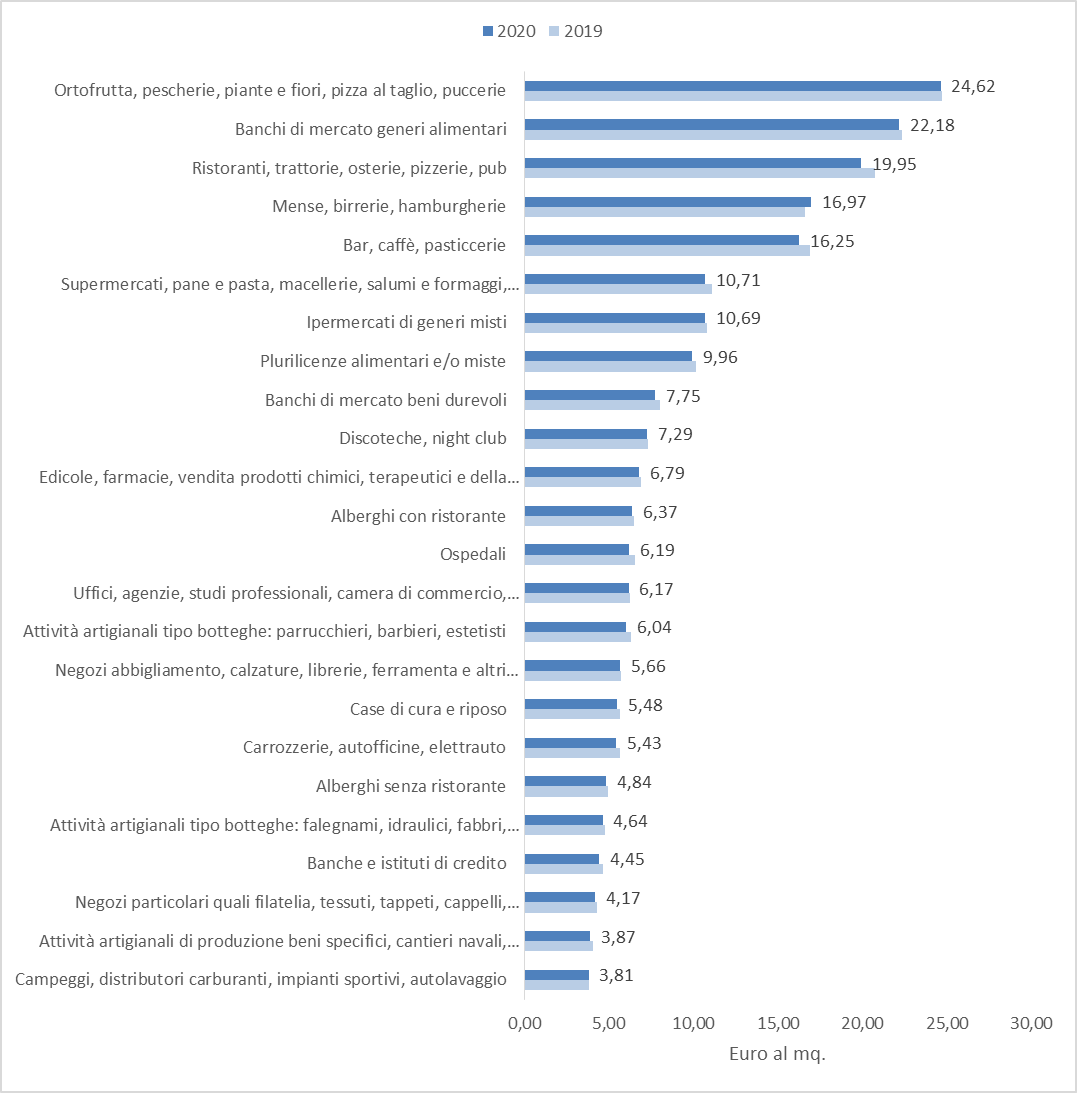 2020 2019
Ortofrutta, pescherie, piante e fiori, pizza al taglio, puccerie 24,62
Banchi di mercato generi alimentari 22,18
Ristoranti, trattorie, osterie, pizzerie, pub 19,95
Mense, birrerie, hamburgherie 16,97
Bar, caffè, pasticcerie 16,25
Supermercati, pane e pasta, macellerie, salumi e formaggi,... 10,71
Ipermercati di generi misti 10,69
Plurilicenze alimentari e/o miste 9,96
Banchi di mercato beni durevoli 7,75
Discoteche, night club 7,29
Edicole, farmacie, vendita prodotti chimici, terapeutici e della... 6,79
Alberghi con ristorante 6,37
Ospedali 6,19
Uffici, agenzie, studi professionali, camera di commercio,... 6,17
Attività artigianali tipo botteghe: parrucchieri, barbieri, estetisti 6,04
Negozi abbigliamento, calzature, librerie, ferramenta e altri... 5,66
Case di cura e riposo 5,48
Carrozzerie, autofficine, elettrauto 5,43
Alberghi senza ristorante 4,84
Attività artigianali tipo botteghe: falegnami, idraulici, fabbri,... 4,64
Banche e istituti di credito 4,45
Negozi particolari quali filatelia, tessuti, tappeti, cappelli,... 4,17
Attività artigianali di produzione beni specifici, cantieri navali,... 3,87
Campeggi, distributori carburanti, impianti sportivi, autolavaggio 3,81
0,00 5,00 10,00 15,00 20,00 25,00 30,00
Euro al mq.